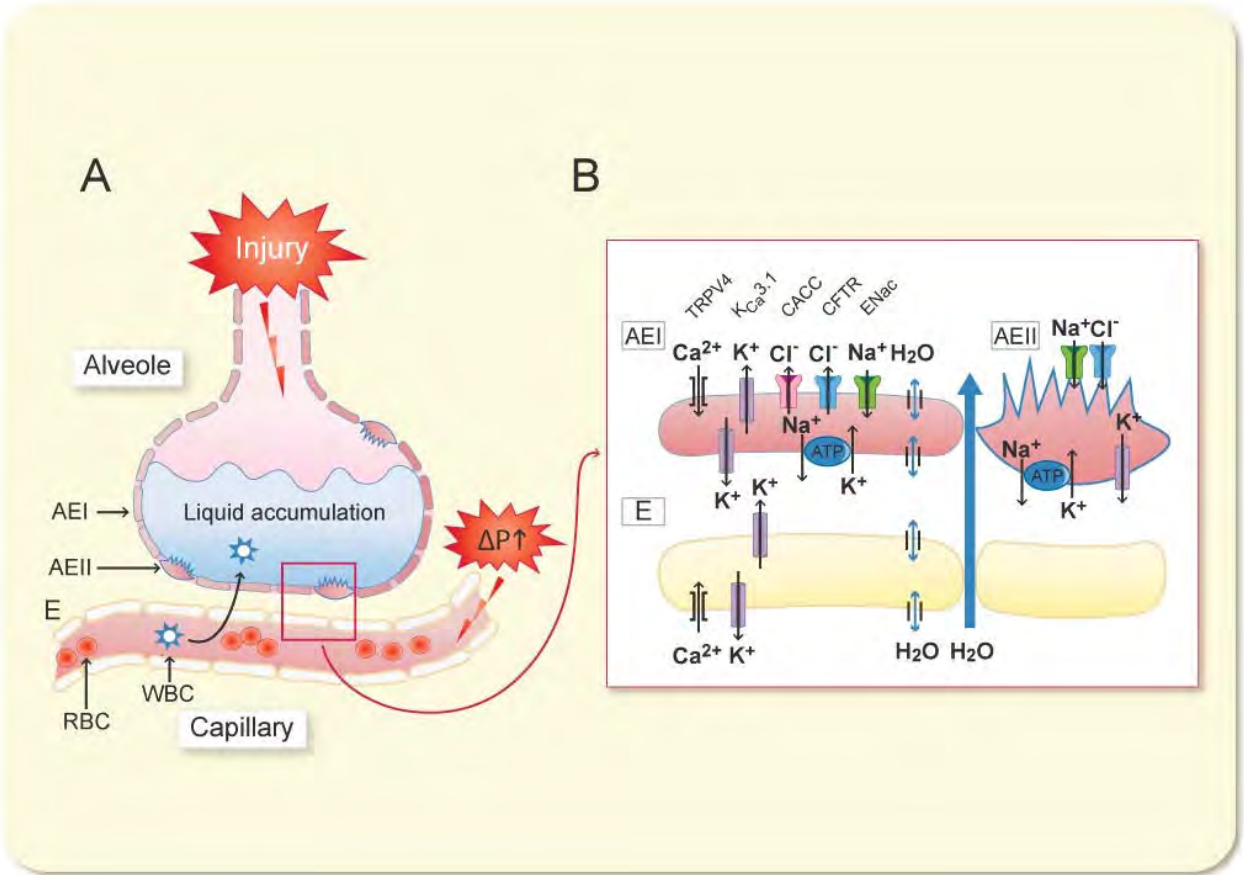 A
Injury
Alveole
Liquid accumulation
AEI
AEII
ΔP↑
E
WBC
RBC
Capillary
B
TRPV4
KCa3.1
CACC
CFTR
ENac
AEI
Ca2+ K+ Cl- Cl- Na+ H2O
Na+
ATP
K+
K+
K+
E
Ca2+ K+
H2O H2O
AEII
Na+ Cl-
K+
Na+
ATP
K+